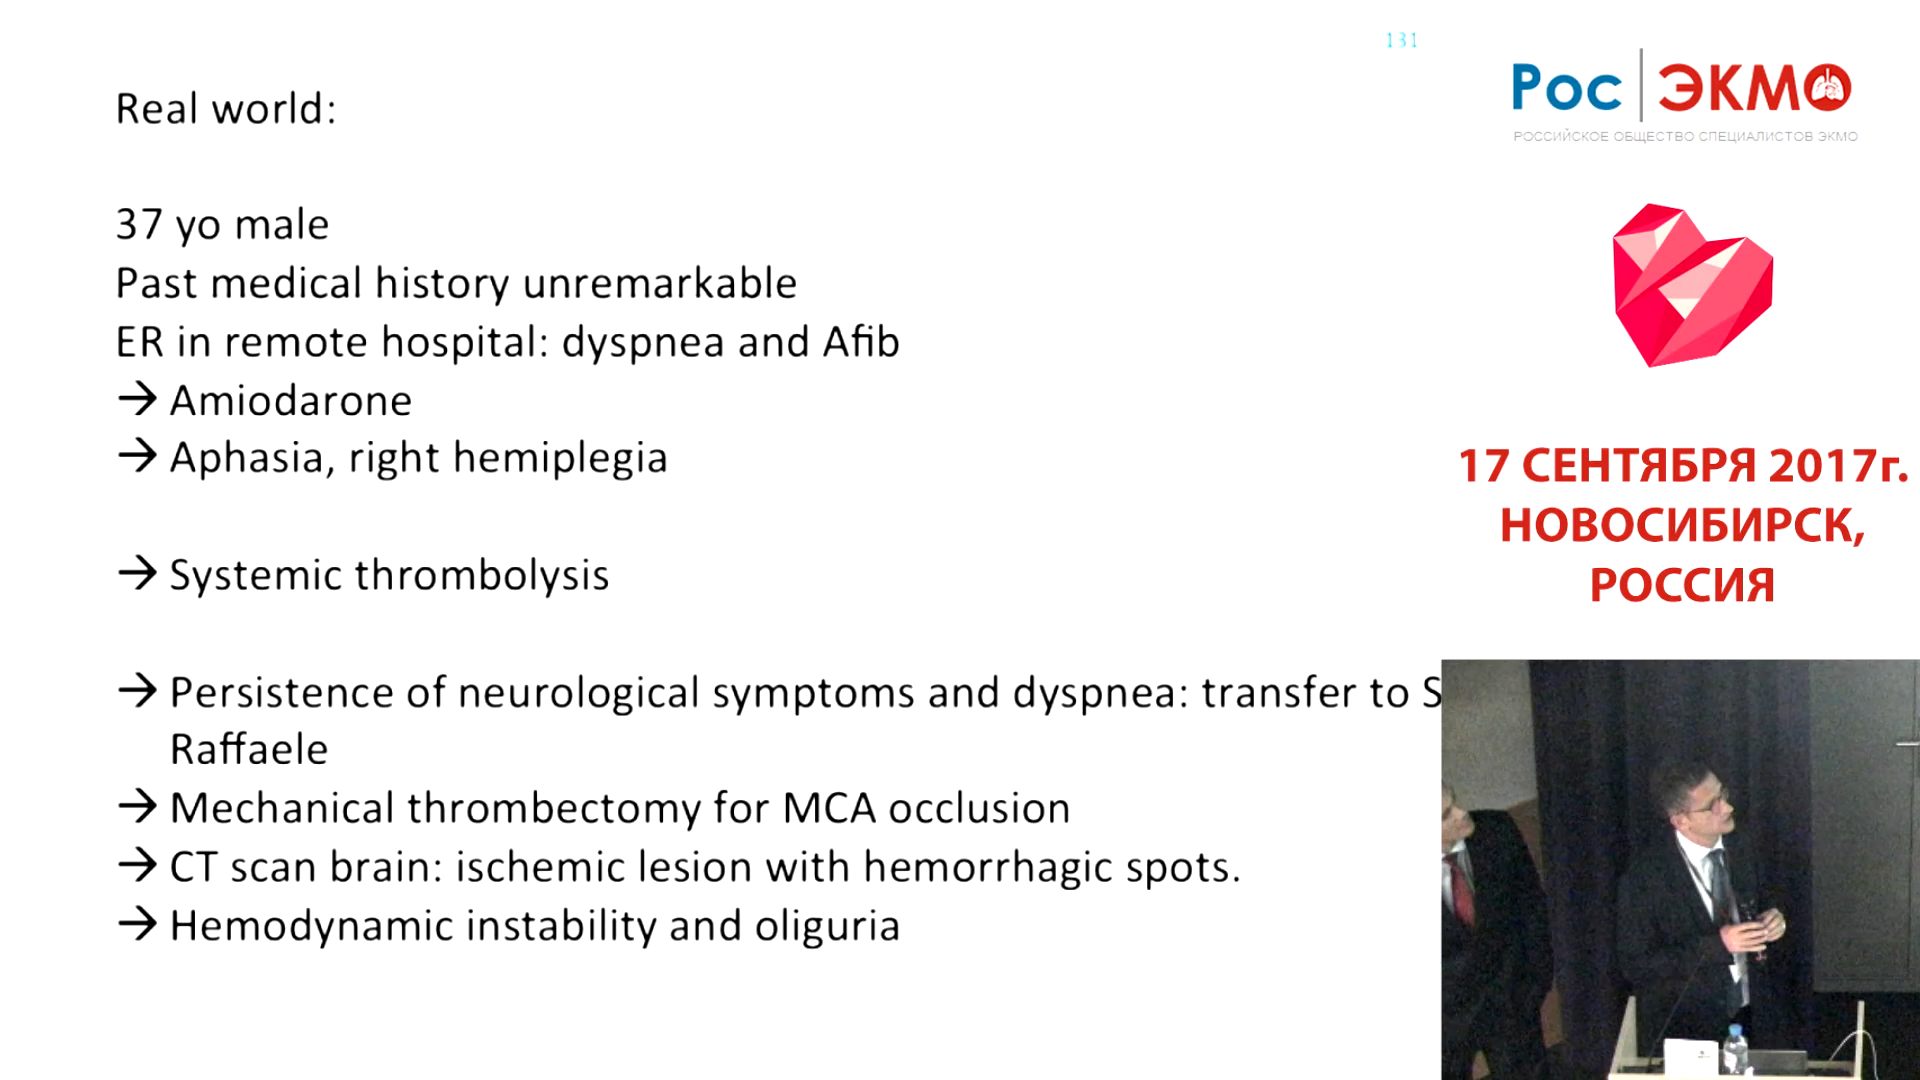 131
Real world:
37 yo male
Past medical history unremarkable
ER in remote hospital: dyspnea and Afib
→ Amiodarone
→ Aphasia, right hemiplegia
→ Systemic thrombolysis
→ Persistence of neurological symptoms and dyspnea: transfer to S
Raffaele
→ Mechanical thrombectomy for MCA occlusion
→ CT scan brain: ischemic lesion with hemorrhagic spots.
→ Hemodynamic instability and oliguria
Рос ЭКМО
РОССИЙСКОЕ ОБЩЕСТВО СПЕЦИАЛИСТОВ ЭКМО
17 СЕНТЯБРЯ 2017г.
НОВОСИБИРСК,
РОССИЯ